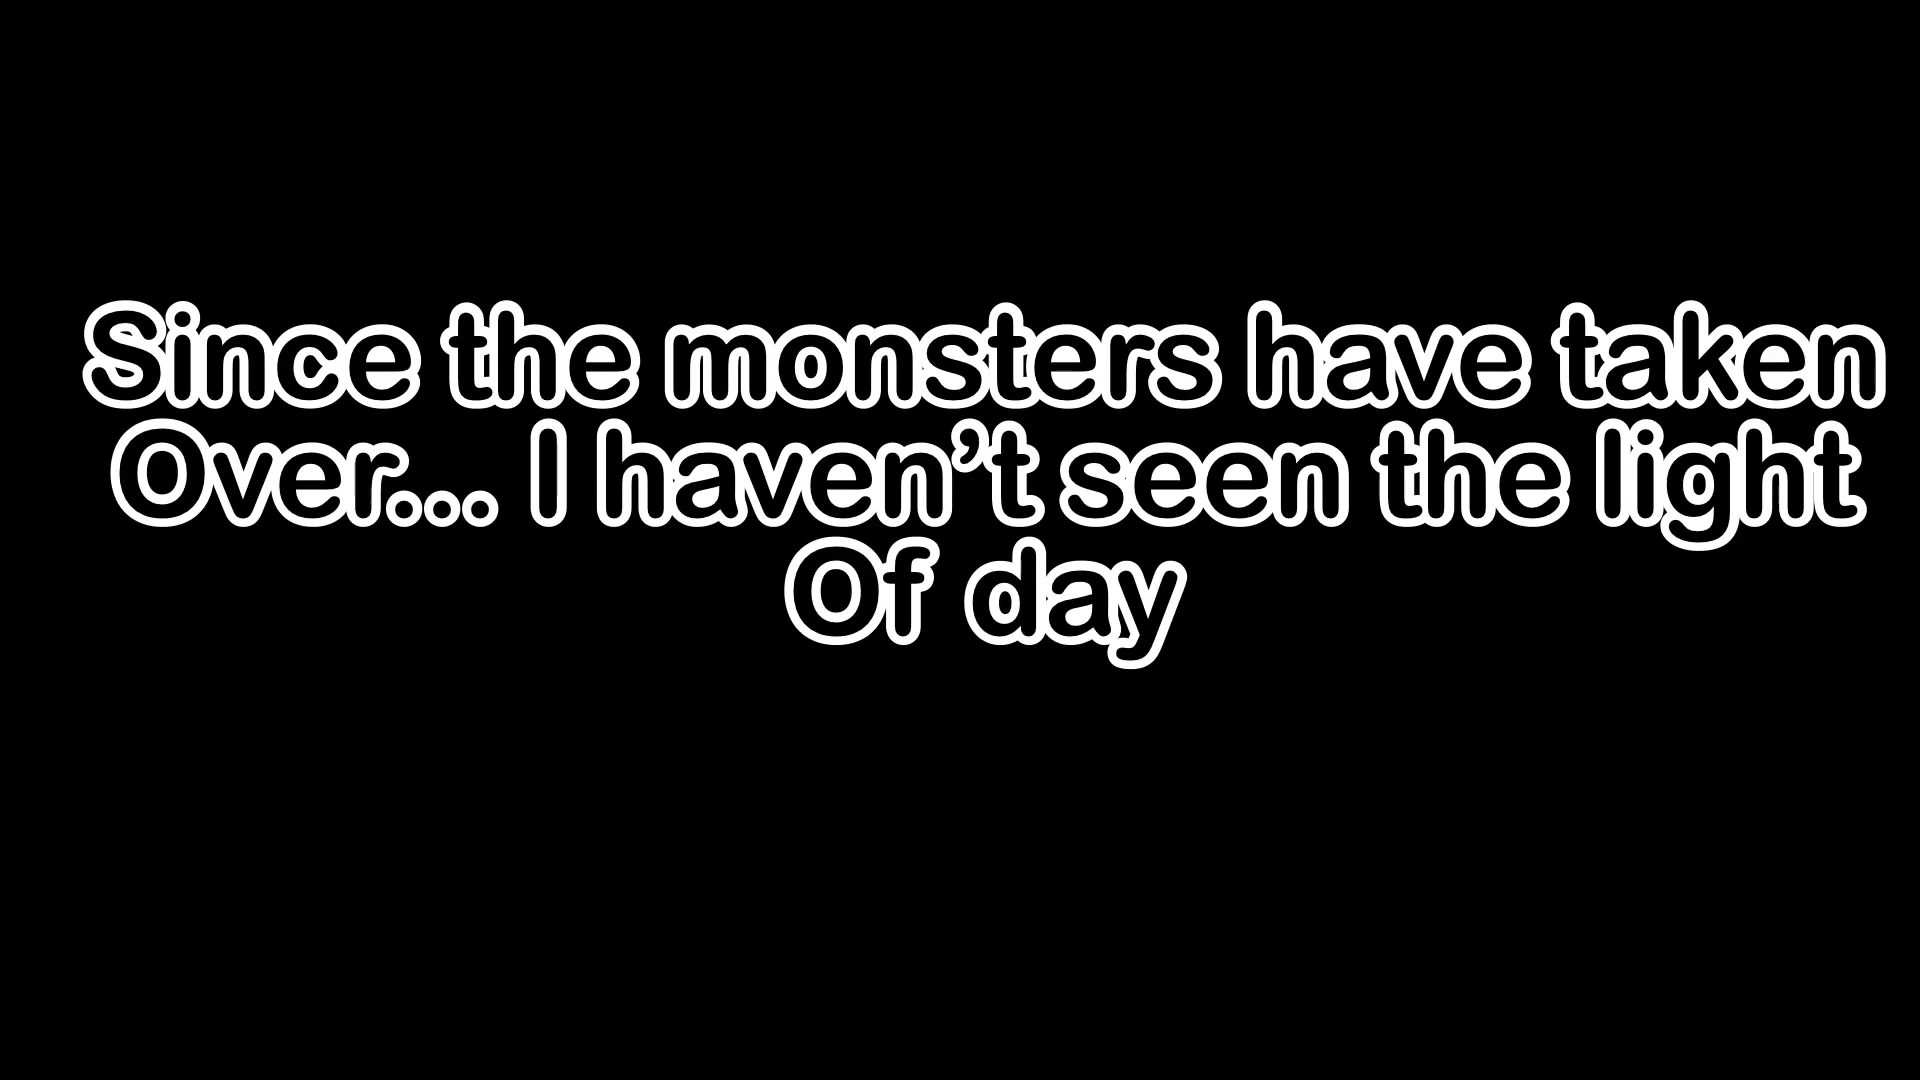 Since the monsters have taken
Over... I haven’t seen the light
Of day